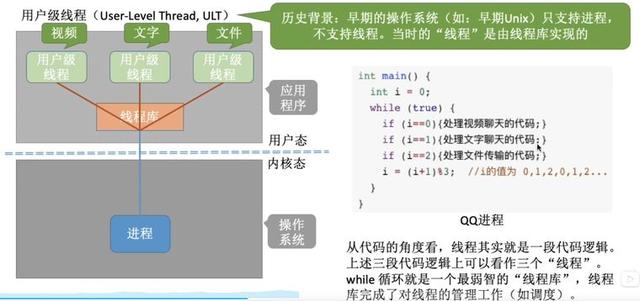 用户级线程（User-Level Thread, ULT）
历史背景：早期的操作系统（如：早期Unix）只支持进程，
不支持线程。当时的“线程”是由线程库实现的
视频
文字
文件
用户级
线程
用户级
线程
用户级
线程
线程库
应用
程序
用户态
内核态
进程
操作
系统
int main() {
int i = 0;
while (true) {
if (i==0){处理视频聊天的代码;}
if (i==1){处理文字聊天的代码;}
if (i==2){处理文件传输的代码;}
i = (i+1)%3; //i的值为 0,1,2,0,1,2...
}
}
QQ进程
从代码的角度看，线程其实就是一段代码逻辑。
上述三段代码逻辑上可以看作三个“线程”。
while 循环就是一个最弱智的“线程库”，线程
库完成了对线程的管理工作（如调度）。